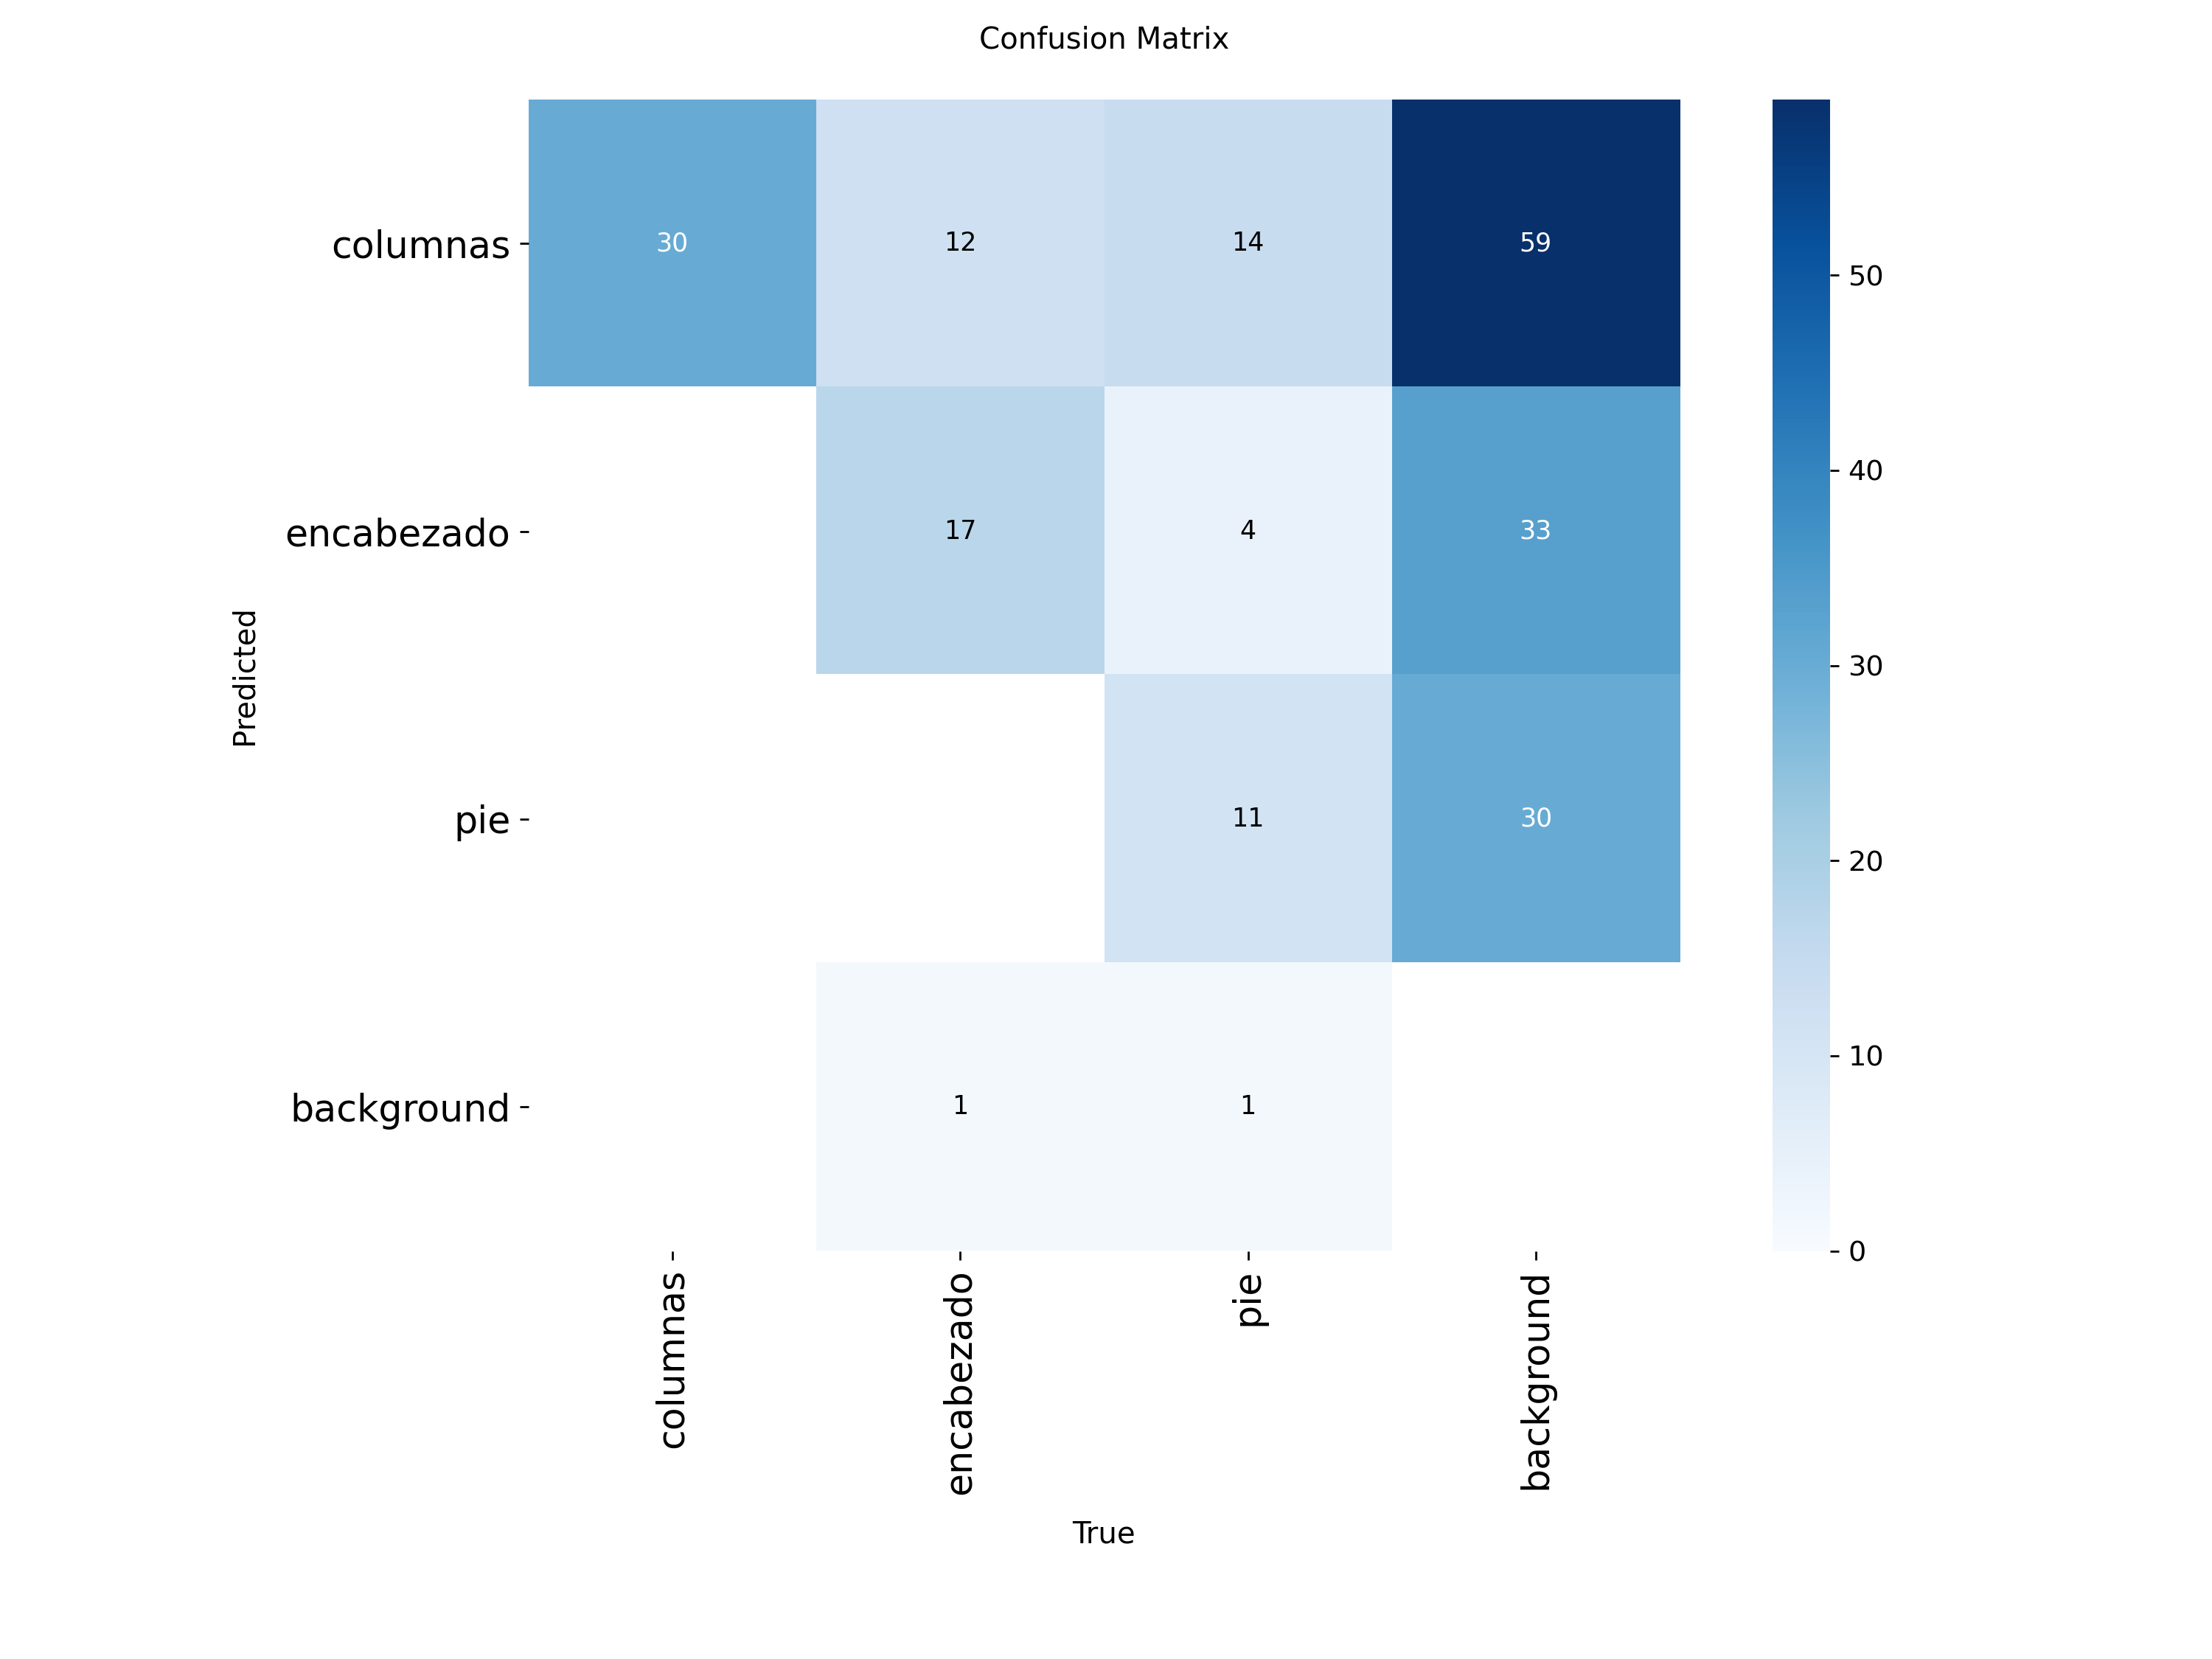 Confusion Matrix
columnas
30
12
14
59
encabezado
17
4
33
pie
11
30
background
1
1
Predicted
columnas
encabezado
pie
background
True
50
40
30
20
10
0